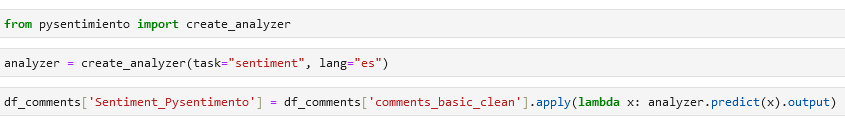 from pysentimiento import create_analyzer
analyzer = create_analyzer(task="sentiment", lang="es")
df_comments['Sentiment_Pysentimento'] = df_comments['comments_basic_clean'].apply(lambda x: analyzer.predict(x).output)